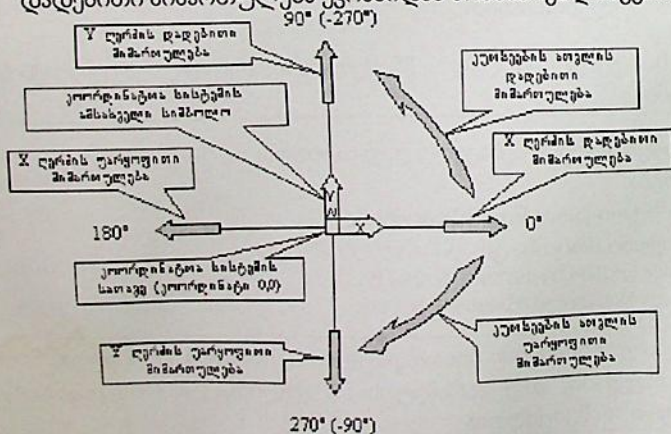 90° (-270°)
Y ღერძის დადებითი
მიმართულება
კუთხეების ათვლის
დადებითი
მიმართულება
კოორდინატთა სისტემის
ამსახველი სიმბოლო
X ღერძის დადებითი
მიმართულება
X ღერძის უარყოფითი
მიმართულება
Y
X
180°
0°
კოორდინატთა სისტემის
სათავე (კოორდინატი 0,0)
კუთხეების ათვლის
უარყოფითი
მიმართულება
Y ღერძის უარყოფითი
მიმართულება
270° (-90°)